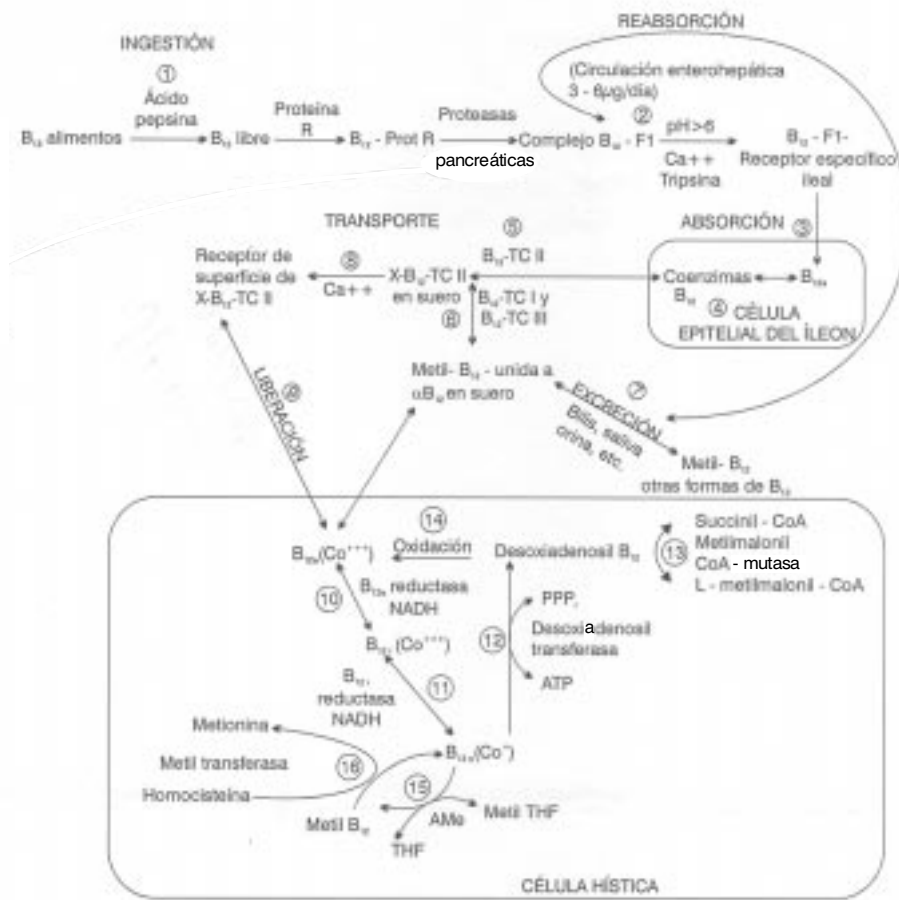 REABSORCIÓN
INGESTIÓN
(Circulación enterohepática
3 - 6µg/día)
①
Ácido
pepsina
Proteína
R
Proteasas
②
pH>6
B₁₂ alimentos
B₁₂ libre
B₁₂ - Prot R
pancreáticas
Complejo B₁₂ - F1
Ca++
Tripsina
B₁₂ - F1-
Receptor específico
ileal
TRANSPORTE
⑤
ABSORCIÓN ③
Receptor de
superficie de
X-B₁₂-TC II
⑧
Ca++
X-B₁₂-TC II
en suero
B₁₂-TC II
B₁₂-TC I y
B₁₂-TC III
⑥
Coenzimas
B₁₂
④ CÉLULA
EPITELIAL DEL ÍLEON
Metil- B₁₂ - unida a
αB₁₂ en suero
⑨
LIBERACIÓN
⑦
EXCRECIÓN
Bilis, saliva
orina, etc.
Metil- B₁₂
otras formas de B₁₂
⑭
Oxidación
(Co⁺⁺⁺)
Desoxiadenosil B₁₂
Succinil - CoA
⑬
Metilmalonil
CoA - mutasa
L - metilmalonil - CoA
⑩
reductasa
NADH
(Co⁺⁺⁺)
PPP,
⑫
Desoxiadenosil
transferasa
ATP
⑪
reductasa
NADH
Metionina
Metil transferasa
⑯
Homocisteína
Metil B₁₂
⑮
AMe
Metil THF
THF
CÉLULA HÍSTICA